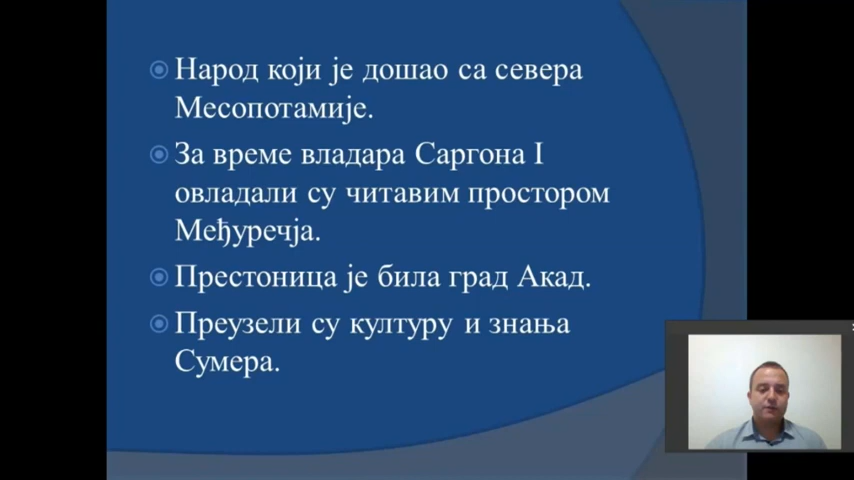 Народ који је дошао са севера
Месопотамије.
За време владара Саргона I
овладали су читавим простором
Међуречја.
Престоница је била град Акад.
Преузели су културу и знања
Сумера.